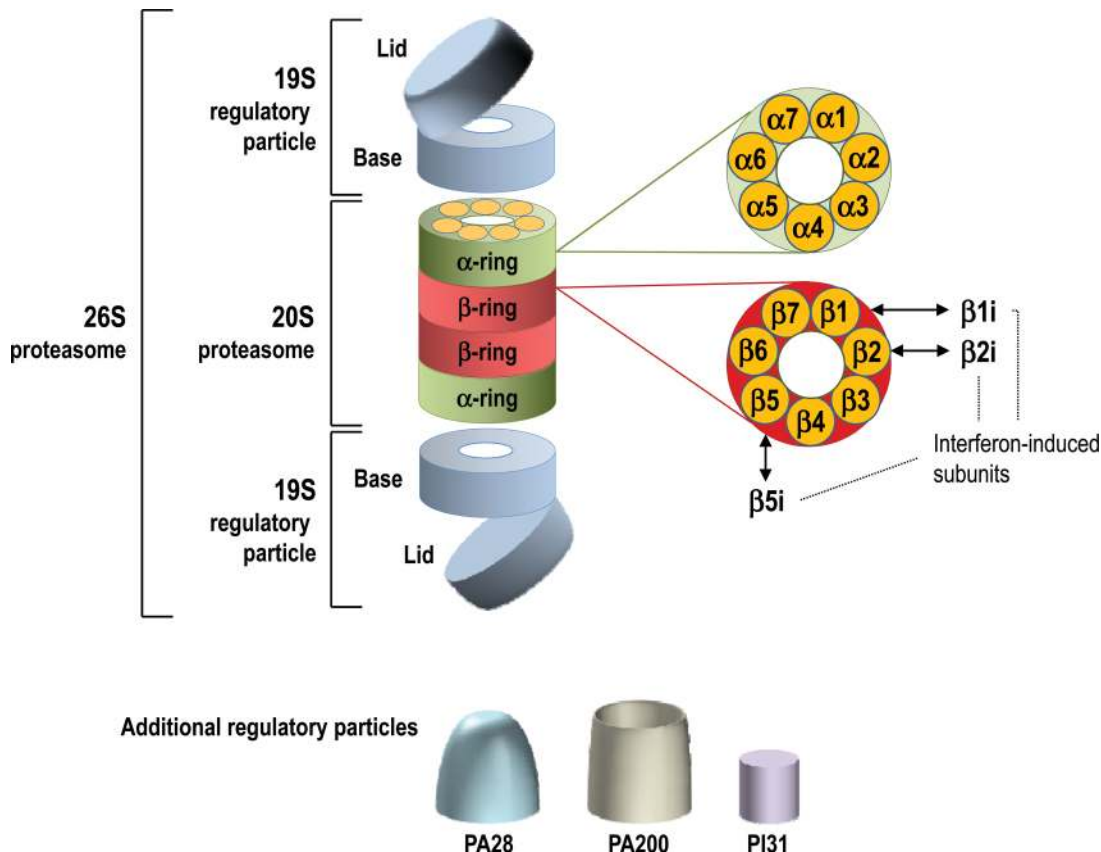 Lid
19S
regulatory
particle
Base
α7
α1
α6
α2
α5
α3
α4
α-ring
β-ring
β-ring
α-ring
26S
proteasome
20S
proteasome
β7
β1
β6
β2
β5
β3
β4
β1i
β2i
Interferon-induced
subunits
β5i
Base
19S
regulatory
particle
Lid
Additional regulatory particles
PA28
PA200
PI31